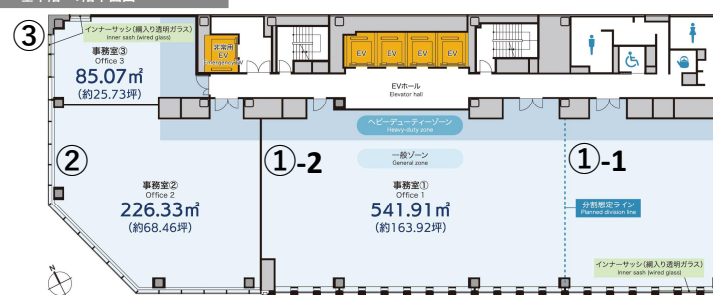 ③
インナーサッシ(網入り透明ガラス)
Inner sash (wired glass)
事務室③
Office 3
85.07㎡
(約25.73坪)
非常用
EV
Emergency EV
EV
EV
EV
EV
EVホール
Elevator hall
ヘビーデューティーゾーン
Heavy-duty zone
一般ゾーン
General zone
②
①-2
①-1
事務室②
Office 2
226.33㎡
(約68.46坪)
事務室①
Office 1
541.91㎡
(約163.92坪)
分割想定ライン
Planned division line
インナーサッシ(網入り透明ガラス)
Inner sash (wired glass)
N